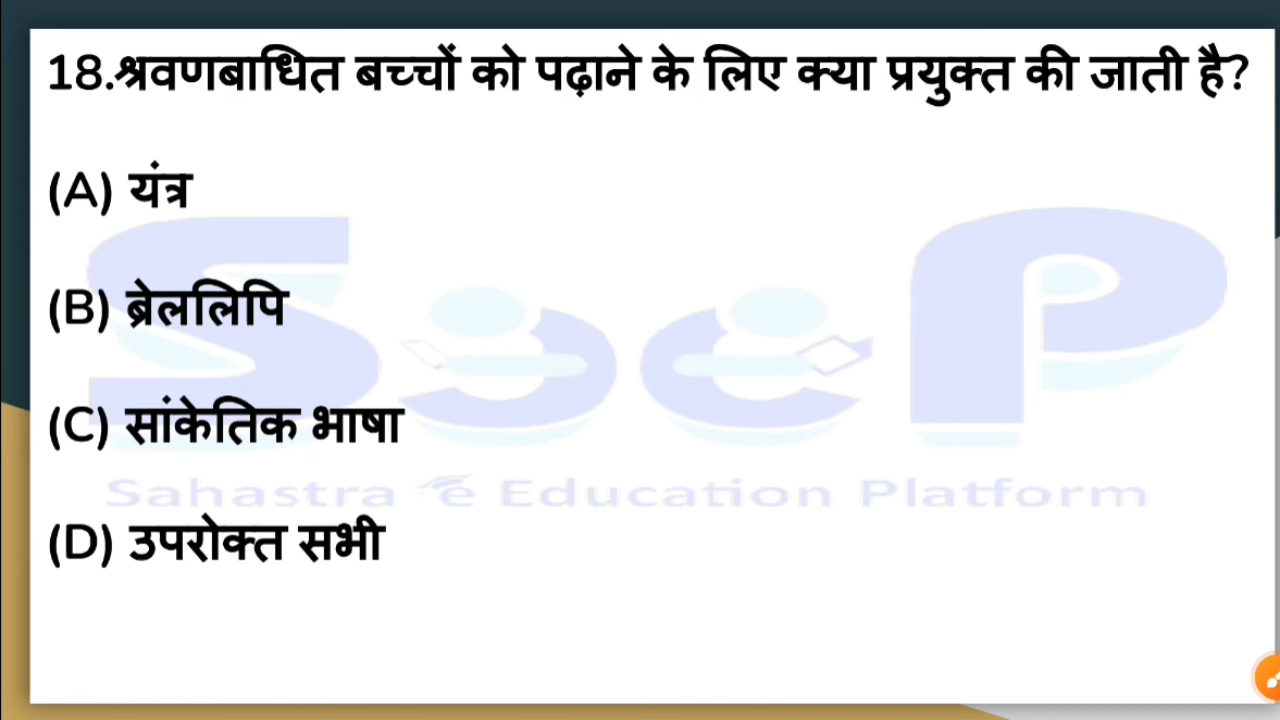 18.श्रवणबाधित बच्चों को पढ़ाने के लिए क्या प्रयुक्त की जाती है?
(A) यंत्र
(B) ब्रेललिपि
(C) सांकेतिक भाषा
Sahastra e Education Platform
(D) उपरोक्त सभी